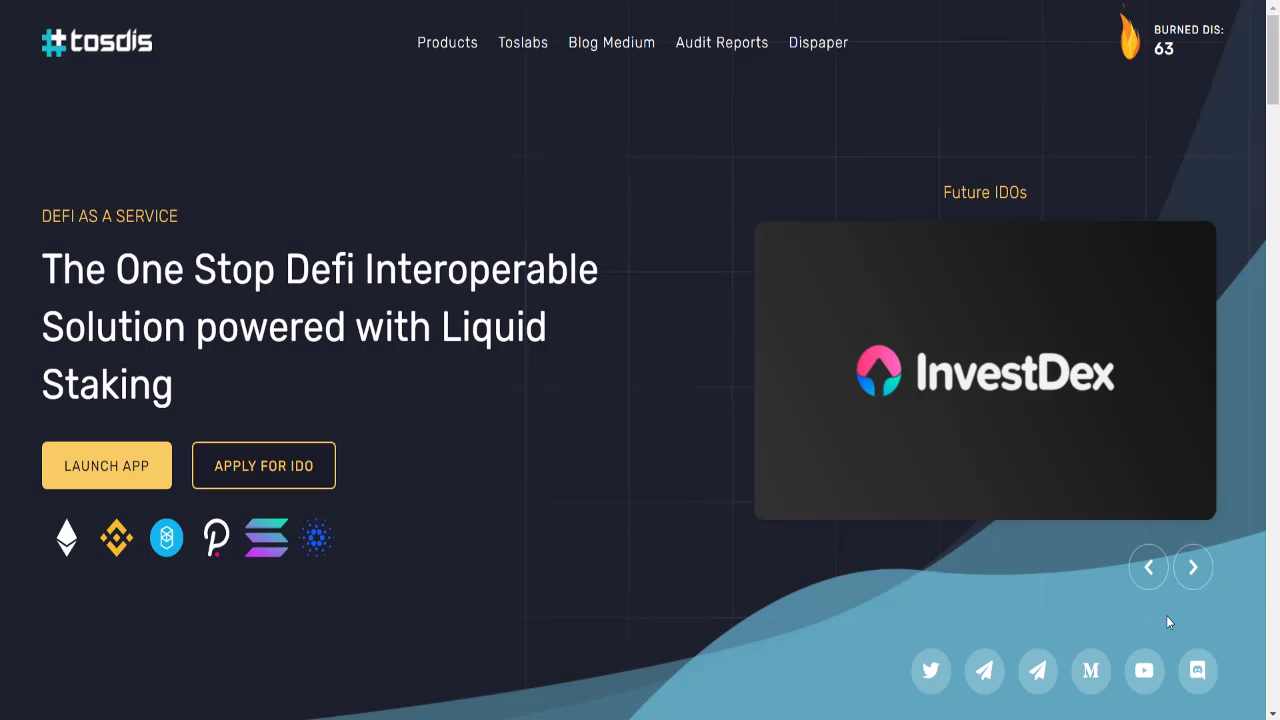 tosdis
Products
Toslabs
Blog Medium
Audit Reports
Dispaper
BURNED DIS:
63
DEFI AS A SERVICE
The One Stop Defi Interoperable
Solution powered with Liquid
Staking
LAUNCH APP
APPLY FOR IDO
Future IDOs
InvestDex